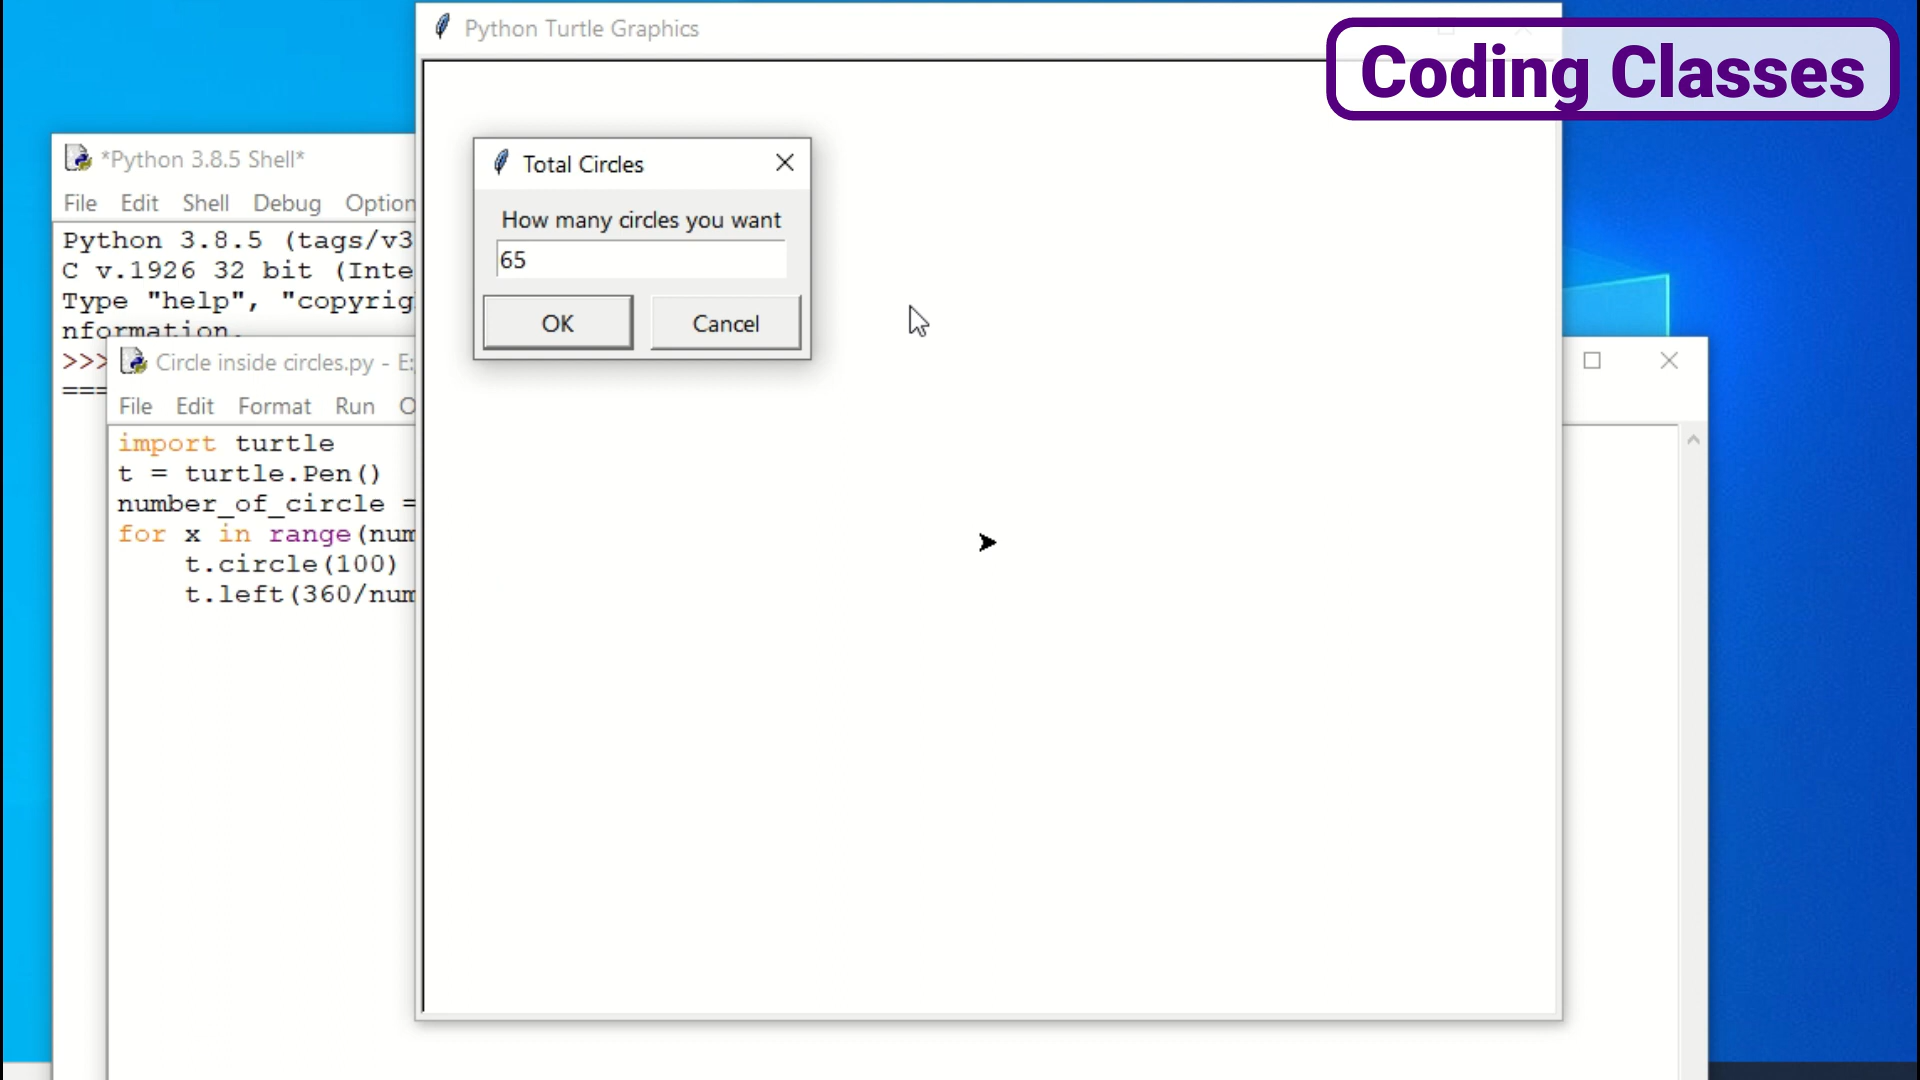 Python Turtle Graphics
Coding Classes
Total Circles
How many circles you want
65
OK
Cancel
*Python 3.8.5 Shell*
File Edit Shell Debug Option
Python 3.8.5 (tags/v3
C v.1926 32 bit (Inte
Type "help", "copyrig
nformation.
>>>
===
Circle inside circles.py - E:
File Edit Format Run O
import turtle
t = turtle.Pen()
number_of_circle =
for x in range(num
t.circle(100)
t.left(360/num